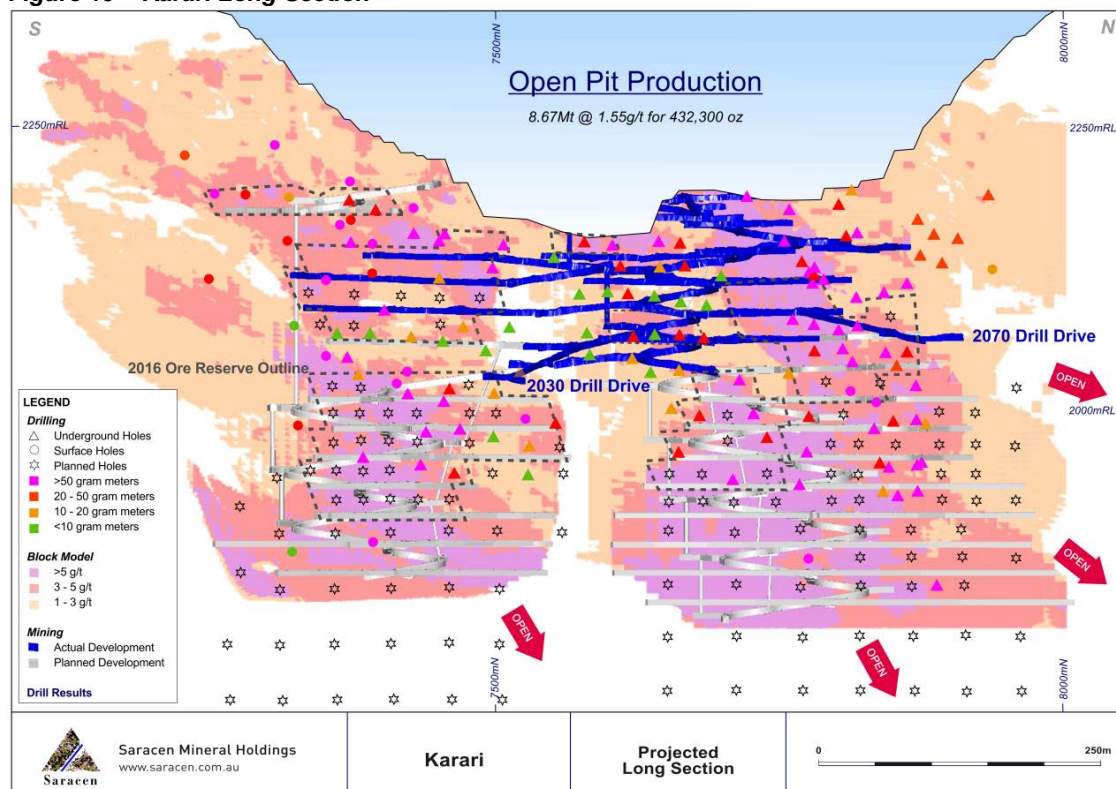 Figure 15 – Karari Long Section
S
N
7500mN
8000mN
Open Pit Production
8.67Mt @ 1.55g/t for 432,300 oz
2250mRL
2250mRL
2070 Drill Drive
2016 Ore Reserve Outline
2030 Drill Drive
OPEN
2000mRL
LEGEND
Drilling
Underground Holes
Surface Holes
Planned Holes
>50 gram meters
20 - 50 gram meters
10 - 20 gram meters
<10 gram meters
Block Model
>5 g/t
3 - 5 g/t
1 - 3 g/t
Mining
Actual Development
Planned Development
Drill Results
OPEN
OPEN
OPEN
7500mN
8000mN
Saracen
Saracen Mineral Holdings
www.saracen.com.au
Karari
Projected
Long Section
0
250m